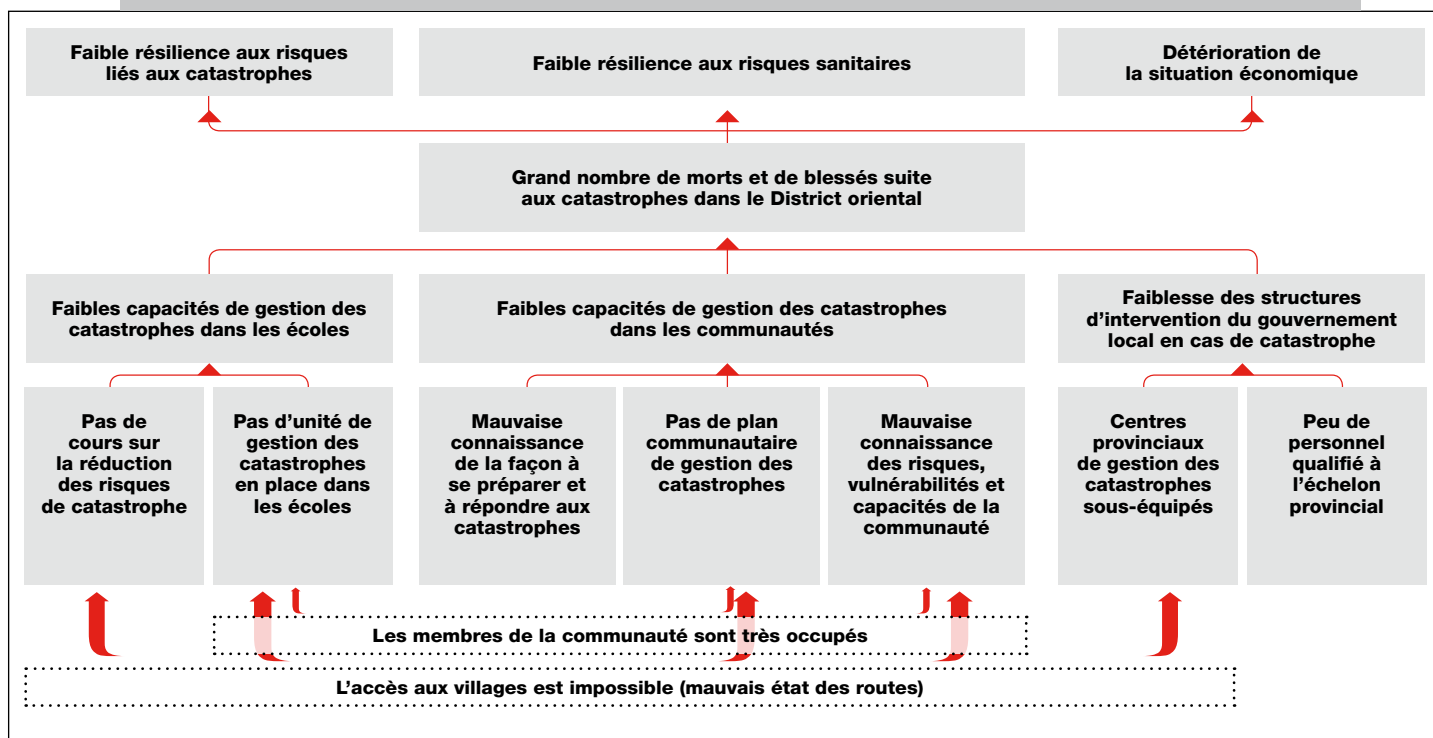 Faible résilience aux risques
liés aux catastrophes
Faible résilience aux risques sanitaires
Détérioration de
la situation économique
Grand nombre de morts et de blessés suite
aux catastrophes dans le District oriental
Faibles capacités de gestion des
catastrophes dans les écoles
Faibles capacités de gestion des catastrophes
dans les communautés
Faiblesse des structures
d’intervention du gouvernement
local en cas de catastrophe
Pas de
cours sur
la réduction
des risques
de catastrophe
Pas d’unité de
gestion des
catastrophes
en place dans
les écoles
Mauvaise
connaissance
de la façon à
se préparer et
à répondre aux
catastrophes
Pas de plan
communautaire
de gestion des
catastrophes
Mauvaise
connaissance
des risques,
vulnérabilités et
capacités de la
communauté
Centres
provinciaux
de gestion des
catastrophes
sous-équipés
Peu de
personnel
qualifié à
l’échelon
provincial
Les membres de la communauté sont très occupés
L’accès aux villages est impossible (mauvais état des routes)